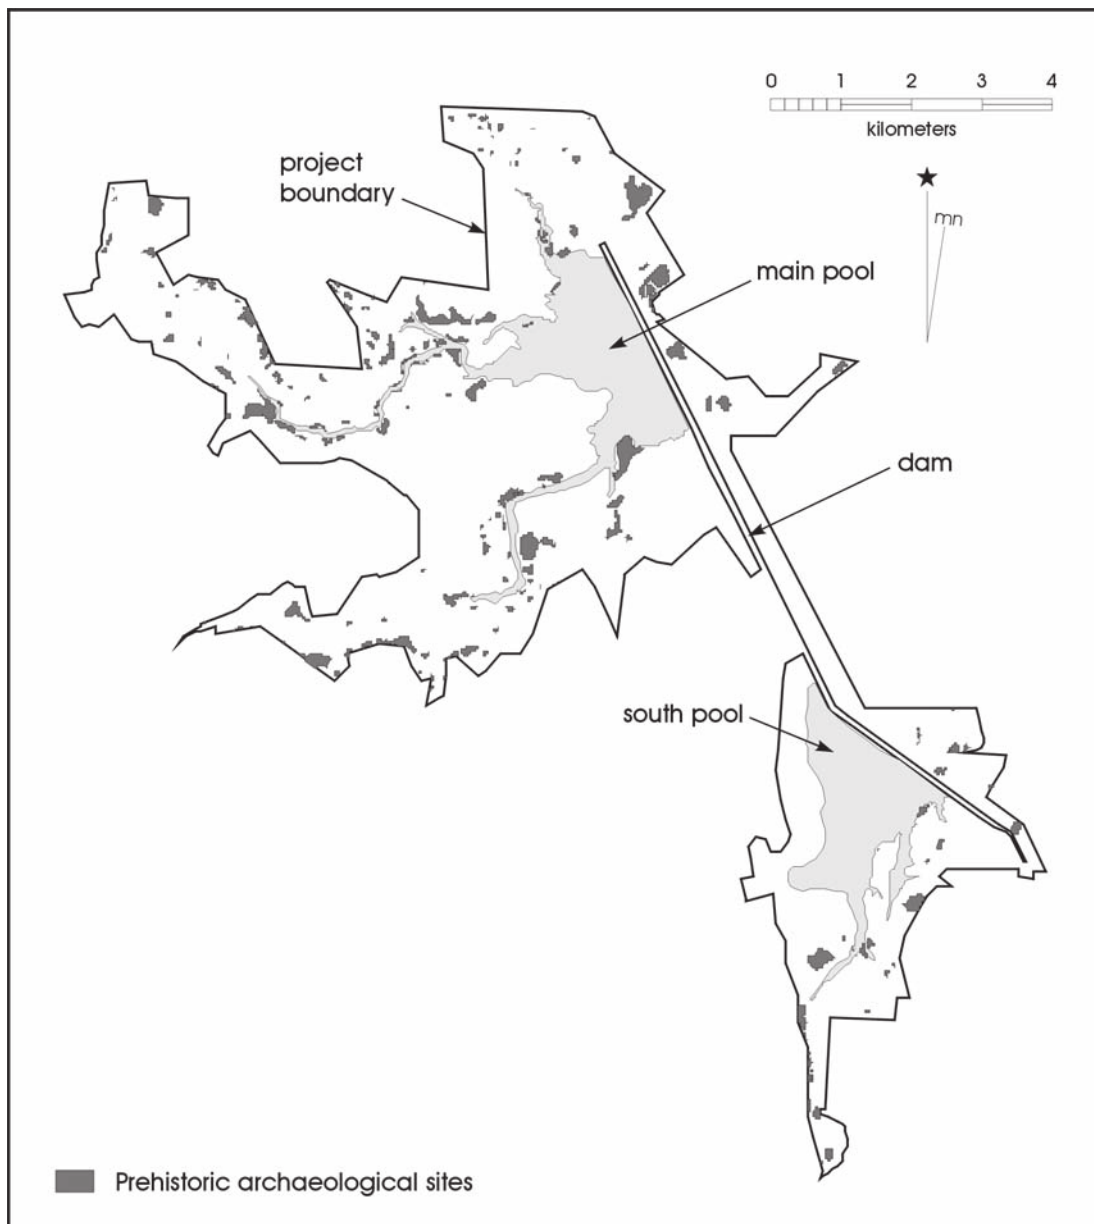 0 1 2 3 4
kilometers
project
boundary
mn
main pool
dam
south pool
Prehistoric archaeological sites